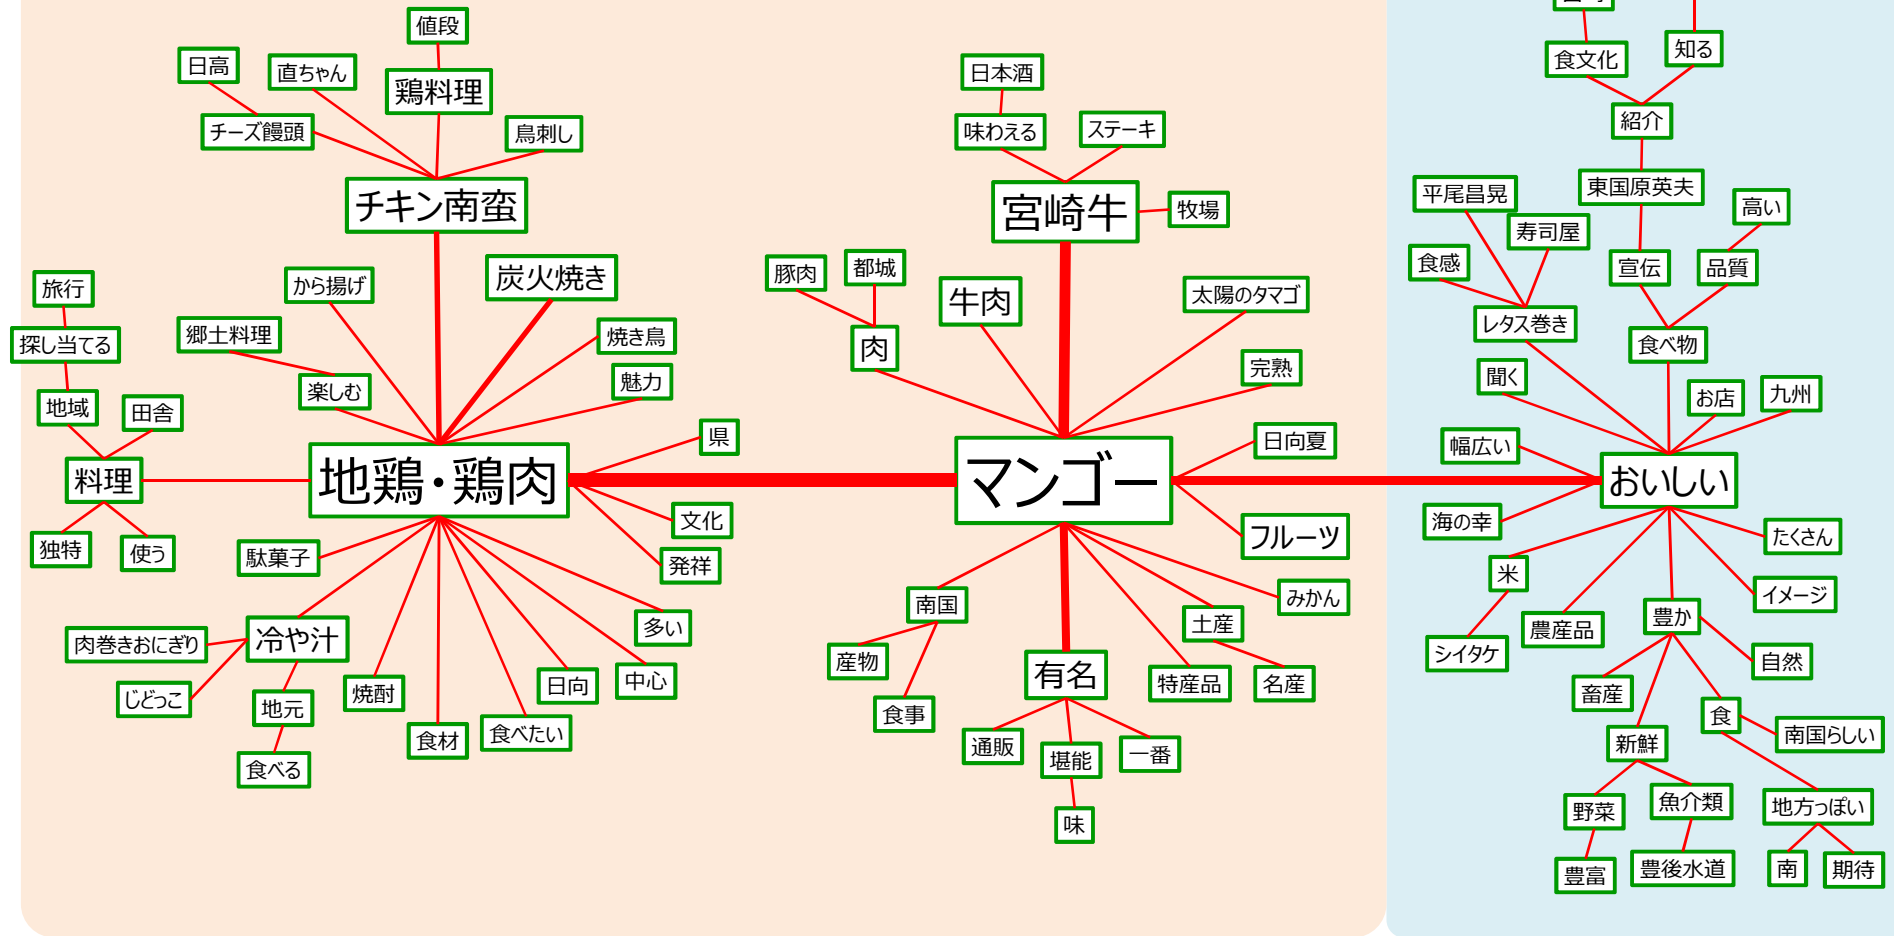 値段
日高
直ちゃん
鶏料理
チーズ饅頭
鳥刺し
チキン南蛮
旅行
から揚げ
炭火焼き
探し当てる
郷土料理
焼き鳥
楽しむ
魅力
地域
田舎
県
料理
地鶏・鶏肉
独特
使う
駄菓子
文化
発祥
肉巻きおにぎり
冷や汁
多い
じどっこ
地元
焼酎
日向
中心
食べる
食材
食べたい
日本酒
味わえる
ステーキ
宮崎牛
牧場
豚肉
都城
牛肉
太陽のタマゴ
肉
完熟
マンゴー
日向夏
フルーツ
南国
みかん
土産
産物
有名
特産品
名産
食事
通販
堪能
一番
味
食文化
知る
紹介
平尾昌晃
東国原英夫
高い
寿司屋
食感
宣伝
品質
レタス巻き
食べ物
聞く
お店
九州
幅広い
おいしい
海の幸
たくさん
米
イメージ
農産品
豊か
シイタケ
自然
畜産
食
新鮮
南国らしい
野菜
魚介類
地方っぽい
豊富
豊後水道
南
期待